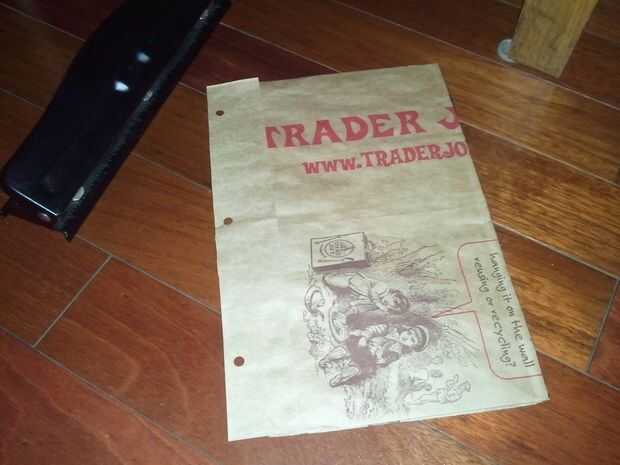 TRADER J
WWW.TRADERJO
hanging it on the wall
reusing or recycling?